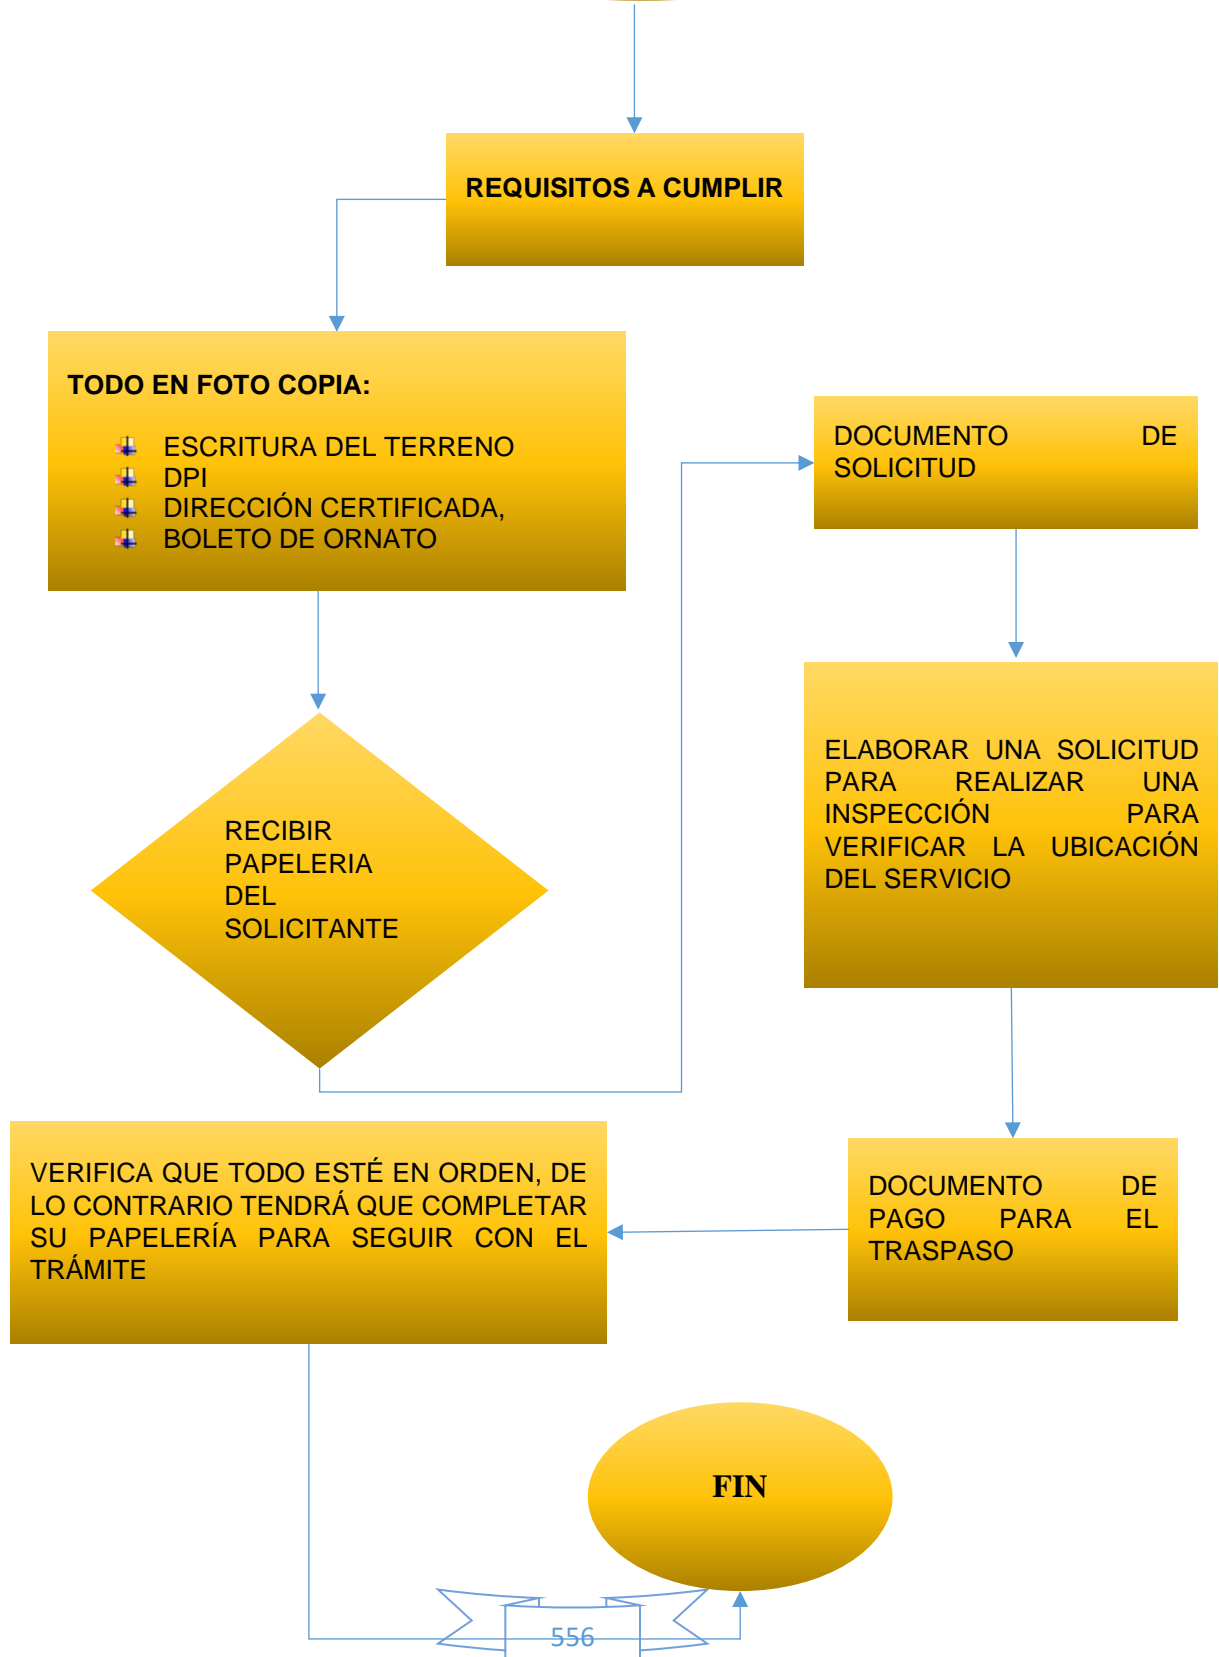 REQUISITOS A CUMPLIR
TODO EN FOTO COPIA:
ESCRITURA DEL TERRENO
DPI
DIRECCIÓN CERTIFICADA,
BOLETO DE ORNATO
RECIBIR
PAPELERIA
DEL
SOLICITANTE
DOCUMENTO DE
SOLICITUD
ELABORAR UNA SOLICITUD
PARA REALIZAR UNA
INSPECCIÓN PARA
VERIFICAR LA UBICACIÓN
DEL SERVICIO
DOCUMENTO DE
PAGO PARA EL
TRASPASO
VERIFICA QUE TODO ESTÉ EN ORDEN, DE
LO CONTRARIO TENDRÁ QUE COMPLETAR
SU PAPELERÍA PARA SEGUIR CON EL
TRÁMITE
FIN
556